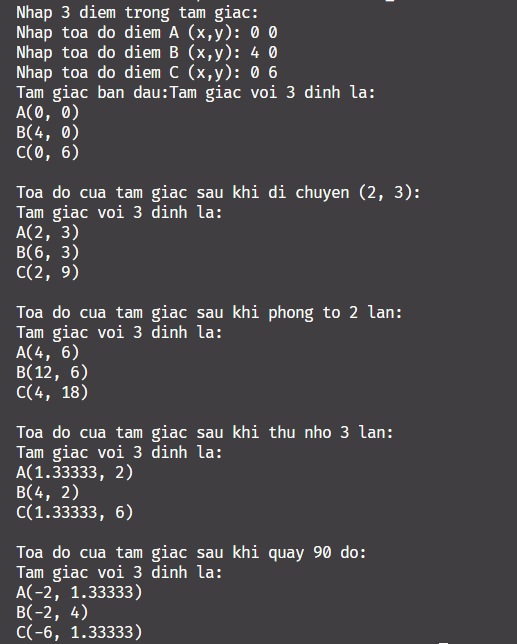 Nhap 3 diem trong tam giac:
Nhap toa do diem A (x,y): 0 0
Nhap toa do diem B (x,y): 4 0
Nhap toa do diem C (x,y): 0 6
Tam giac ban dau:Tam giac voi 3 dinh la:
A(0, 0)
B(4, 0)
C(0, 6)
Toa do cua tam giac sau khi di chuyen (2, 3):
Tam giac voi 3 dinh la:
A(2, 3)
B(6, 3)
C(2, 9)
Toa do cua tam giac sau khi phong to 2 lan:
Tam giac voi 3 dinh la:
A(4, 6)
B(12, 6)
C(4, 18)
Toa do cua tam giac sau khi thu nho 3 lan:
Tam giac voi 3 dinh la:
A(1.33333, 2)
B(4, 2)
C(1.33333, 6)
Toa do cua tam giac sau khi quay 90 do:
Tam giac voi 3 dinh la:
A(-2, 1.33333)
B(-2, 4)
C(-6, 1.33333)